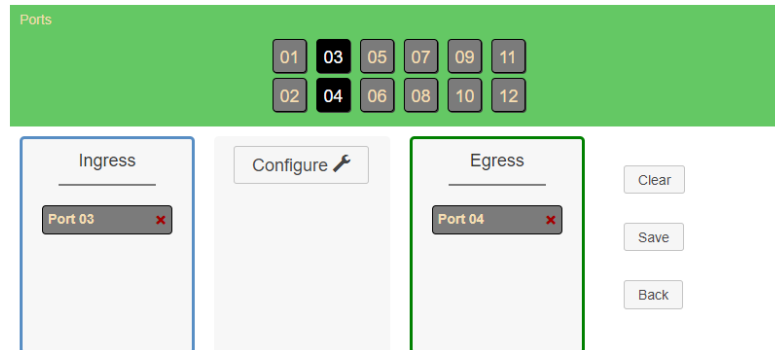 Ports
01 03 05 07 09 11
02 04 06 08 10 12
Ingress
Configure
Egress
Clear
Port 03
Port 04
Save
Back